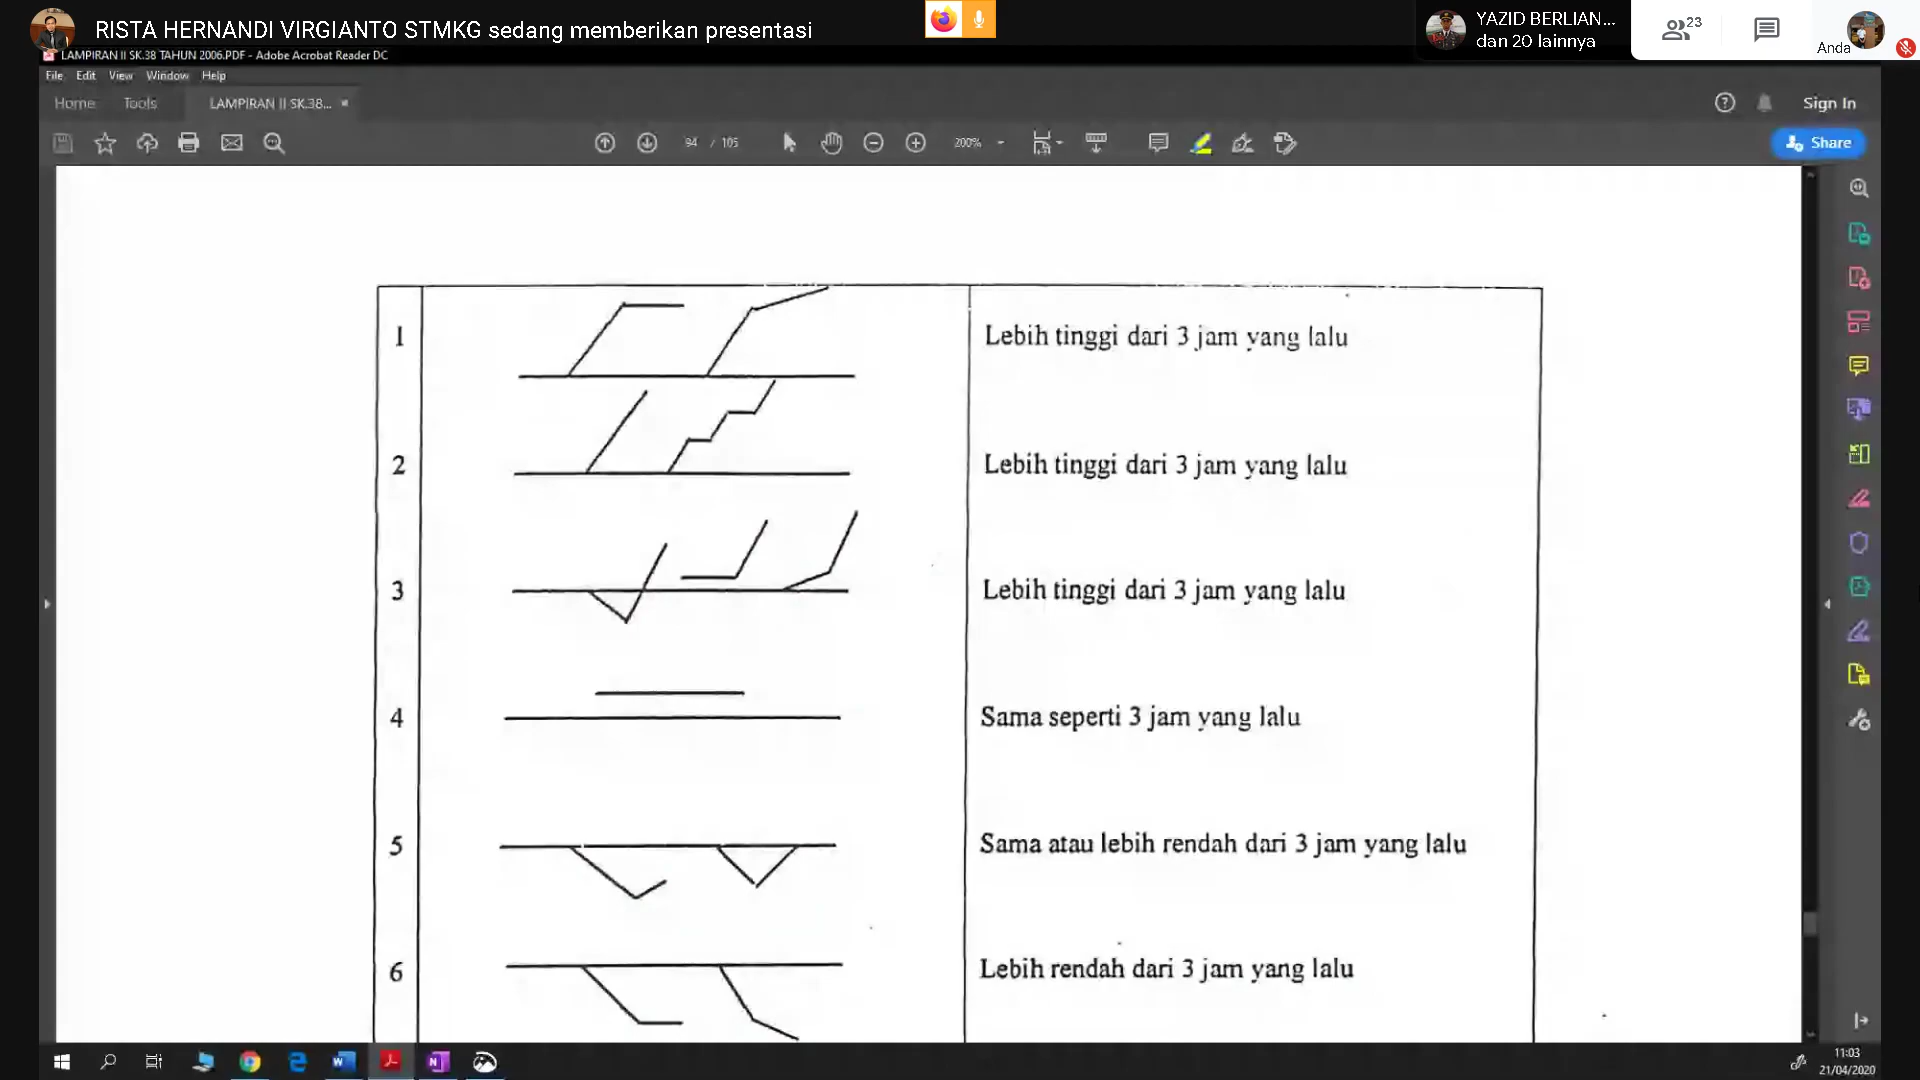 RISTA HERNANDI VIRGIANTO STMKG sedang memberikan presentasi
YAZID BERLIAN...
dan 20 lainnya
23
Anda
LAMPIRAN II SK.38 TAHUN 2006.PDF - Adobe Acrobat Reader DC
File Edit View Window Help
Home Tools LAMPIRAN II SK.38...
Sign In
94 / 105
200%
Share
1 Lebih tinggi dari 3 jam yang lalu
2 Lebih tinggi dari 3 jam yang lalu
3 Lebih tinggi dari 3 jam yang lalu
4 Sama seperti 3 jam yang lalu
5 Sama atau lebih rendah dari 3 jam yang lalu
6 Lebih rendah dari 3 jam yang lalu
11:03
21/04/2020